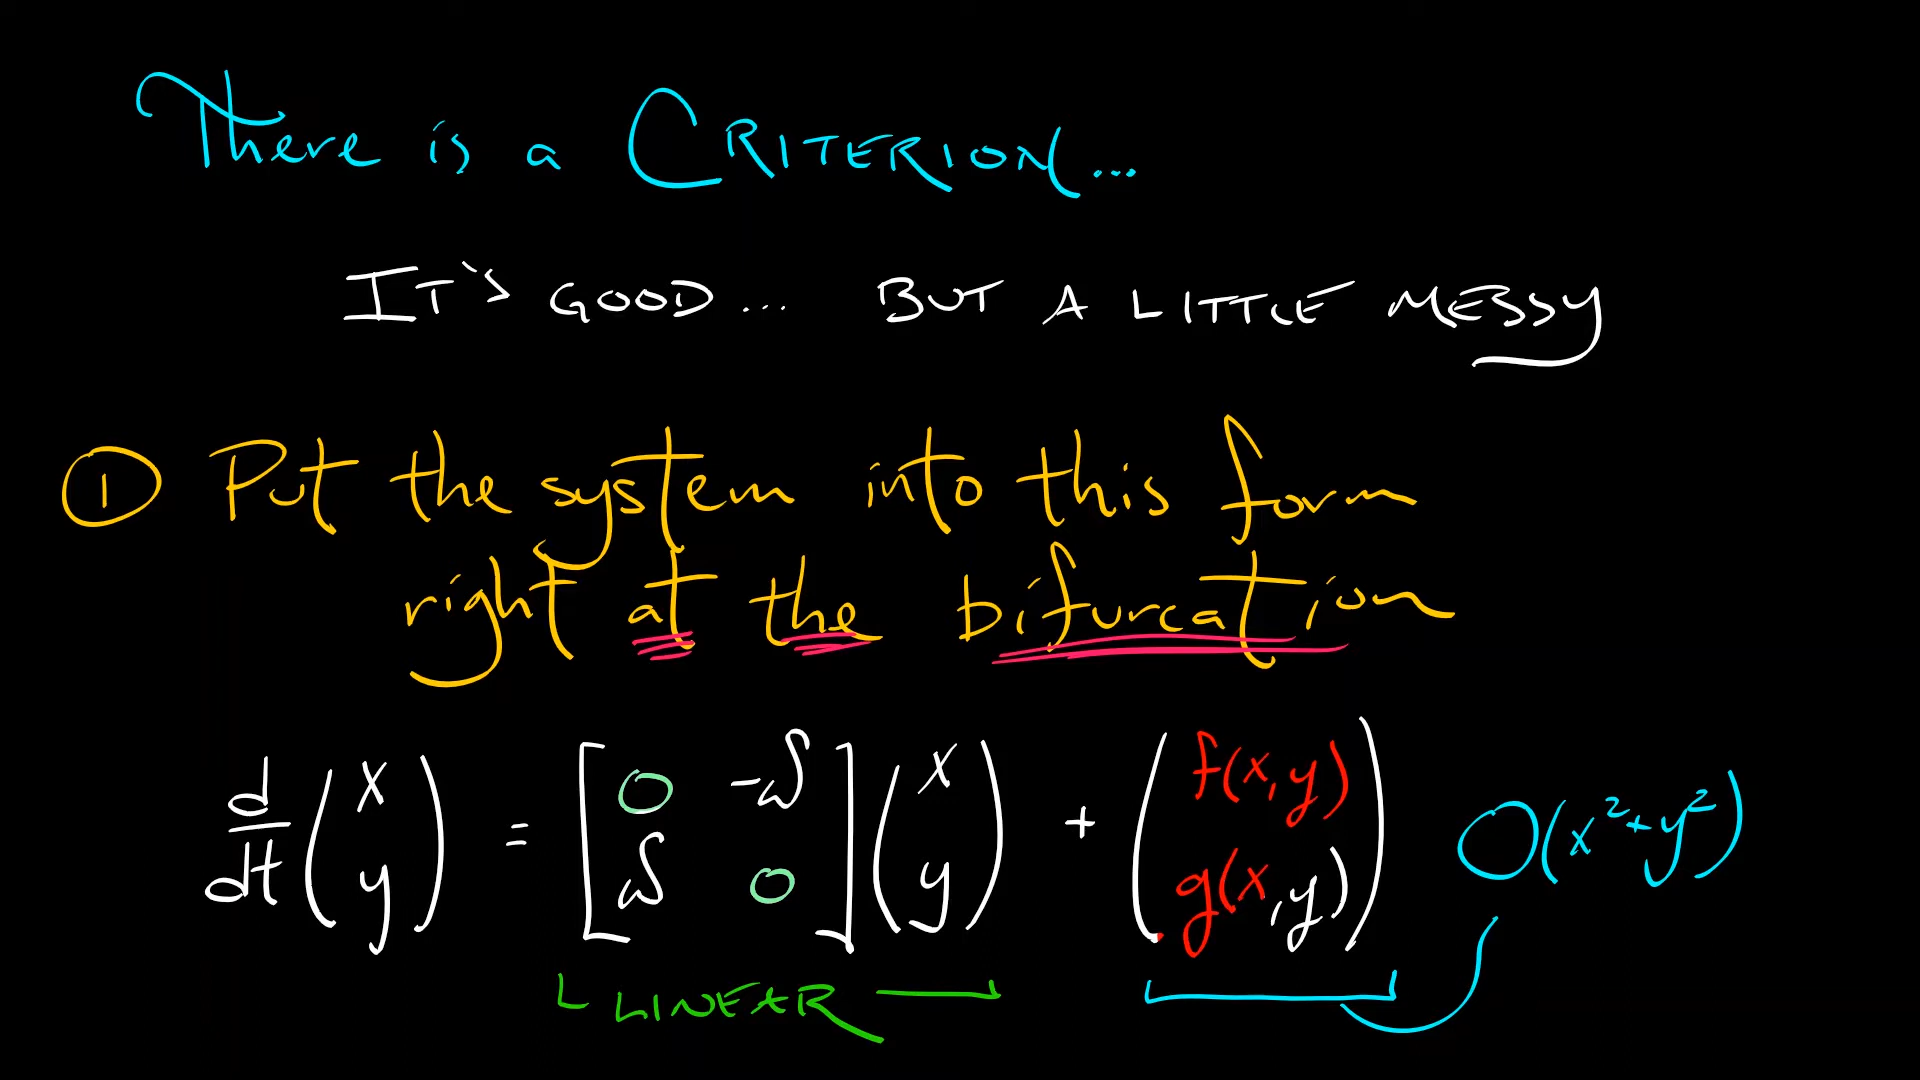 There is a CRITERION...
IT'S GOOD... BUT A LITTLE MESSY
① Put the system into this form
right at the bifurcation
d/dt (x y) = [0 -ω ω 0] (x y) + (f(x,y) g(x,y)) O(x²+y²)
LINEAR